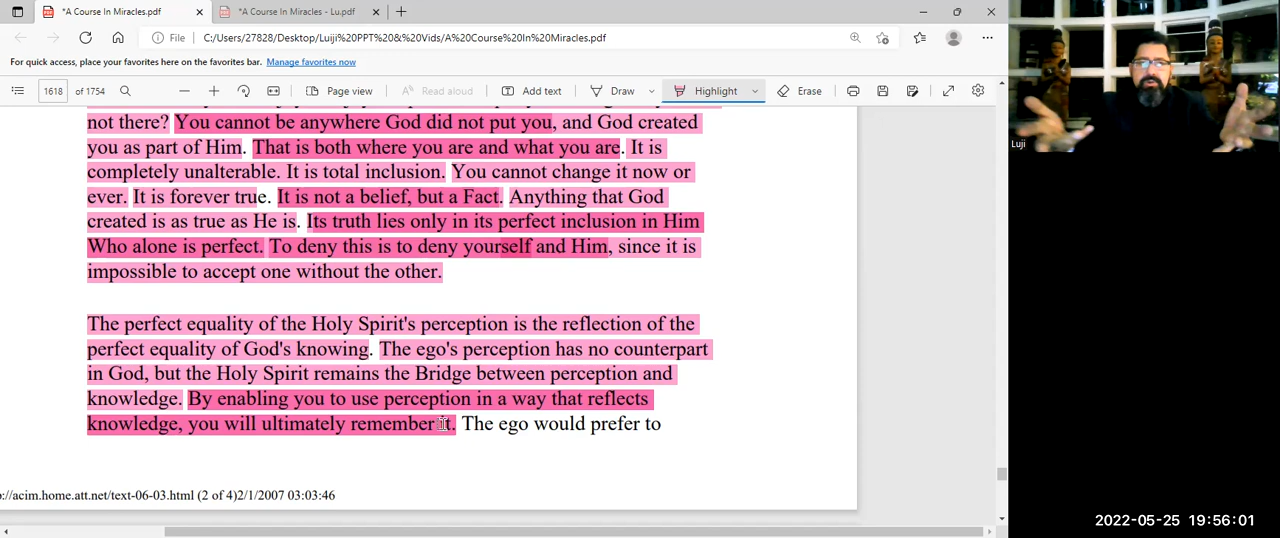 *A Course In Miracles.pdf
*A Course In Miracles - Lu.pdf
File
C:/Users/27828/Desktop/Luiji%20PPT%20&%20Vids/A%20Course%20In%20Miracles.pdf
For quick access, place your favorites here on the favorites bar. Manage favorites now
1618 of 1754
Page view
Read aloud
Add text
Draw
Highlight
Erase
not there? You cannot be anywhere God did not put you, and God created
you as part of Him. That is both where you are and what you are. It is
completely unalterable. It is total inclusion. You cannot change it now or
ever. It is forever true. It is not a belief, but a Fact. Anything that God
created is as true as He is. Its truth lies only in its perfect inclusion in Him
Who alone is perfect. To deny this is to deny yourself and Him, since it is
impossible to accept one without the other.
The perfect equality of the Holy Spirit's perception is the reflection of the
perfect equality of God's knowing. The ego's perception has no counterpart
in God, but the Holy Spirit remains the Bridge between perception and
knowledge. By enabling you to use perception in a way that reflects
knowledge, you will ultimately remember it. The ego would prefer to
://acim.home.att.net/text-06-03.html (2 of 4)2/1/2007 03:03:46
Luji
2022-05-25 19:56:01